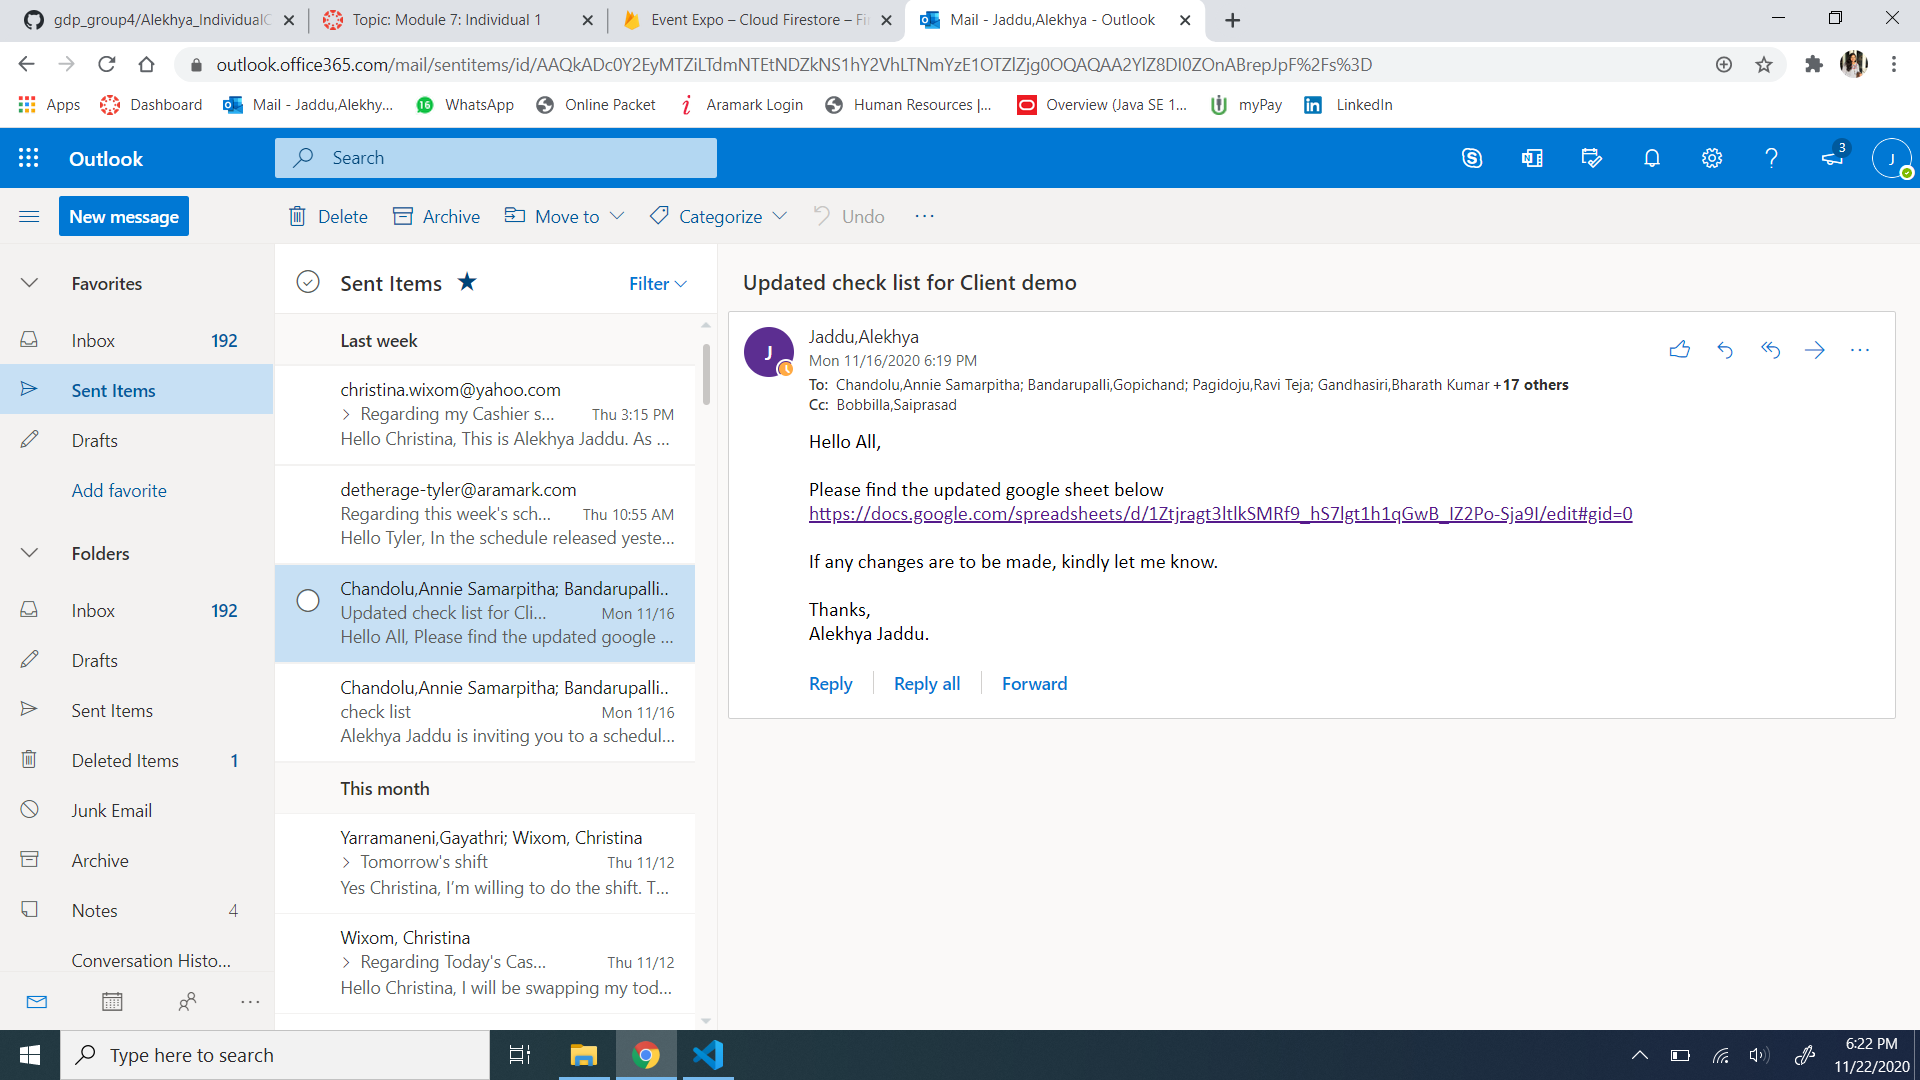 gdp_group4/Alekhya_IndividualC
Topic: Module 7: Individual 1
Event Expo – Cloud Firestore – Fi
Mail - Jaddu,Alekhya - Outlook
outlook.office365.com/mail/sentitems/id/AAQkADc0Y2EyMTZiLTdmNTEtNDZkNS1hY2VhLTNmYzE1OTZlZjg0OQAQAA2YlZ8DI0ZOnABrepJpF%2Fs%3D
Apps
Dashboard
Mail - Jaddu,Alekhy...
16
WhatsApp
Online Packet
Aramark Login
Human Resources |...
Overview (Java SE 1...
myPay
LinkedIn
Outlook
Search
3
J
New message
Delete
Archive
Move to
Categorize
Undo
Favorites
Inbox 192
Sent Items
Drafts
Add favorite
Folders
Inbox 192
Drafts
Sent Items
Deleted Items 1
Junk Email
Archive
Notes 4
Conversation Histo...
Sent Items
Filter
Last week
christina.wixom@yahoo.com
Regarding my Cashier s... Thu 3:15 PM
Hello Christina, This is Alekhya Jaddu. As ...
detherage-tyler@aramark.com
Regarding this week's sch... Thu 10:55 AM
Hello Tyler, In the schedule released yeste...
Chandolu,Annie Samarpitha; Bandarupalli..
Updated check list for Cli... Mon 11/16
Hello All, Please find the updated google ...
Chandolu,Annie Samarpitha; Bandarupalli..
check list Mon 11/16
Alekhya Jaddu is inviting you to a schedul...
This month
Yarramaneni,Gayathri; Wixom, Christina
Tomorrow's shift Thu 11/12
Yes Christina, I'm willing to do the shift. T...
Wixom, Christina
Regarding Today's Cas... Thu 11/12
Hello Christina, I will be swapping my tod...
Updated check list for Client demo
J
Jaddu,Alekhya
Mon 11/16/2020 6:19 PM
To: Chandolu,Annie Samarpitha; Bandarupalli,Gopichand; Pagidoju,Ravi Teja; Gandhasiri,Bharath Kumar +17 others
Cc: Bobbilla,Saiprasad
Hello All,
Please find the updated google sheet below
https://docs.google.com/spreadsheets/d/1Ztjragt3ltlkSMRf9_hS7lgt1h1qGwB_IZ2Po-Sja9I/edit#gid=0
If any changes are to be made, kindly let me know.
Thanks,
Alekhya Jaddu.
Reply
Reply all
Forward
Type here to search
6:22 PM
11/22/2020